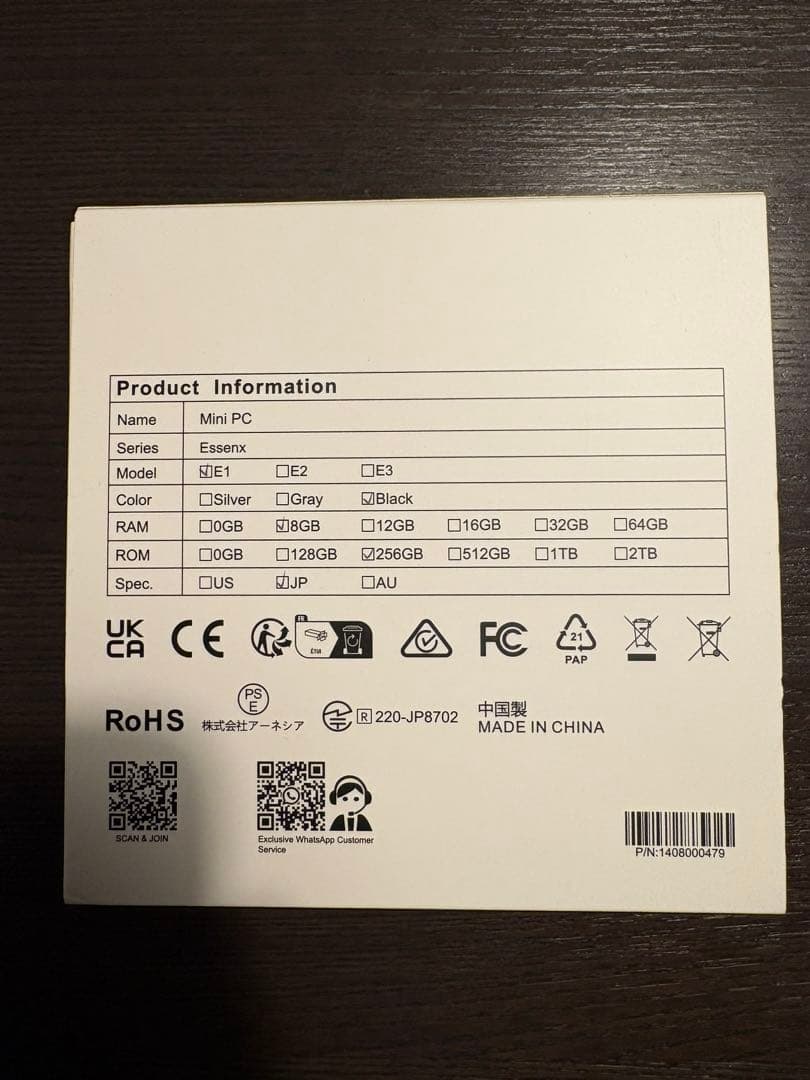 Product Information
Name Mini PC
Series Essenx
Model ☑E1 ☐E2 ☐E3
Color ☐Silver ☐Gray ☑Black
RAM ☐0GB ☑8GB ☐12GB ☐16GB ☐32GB ☐64GB
ROM ☐0GB ☐128GB ☑256GB ☐512GB ☐1TB ☐2TB
Spec. ☐US ☑JP ☐AU
UK
CA CE FR ÉTUI FC 21
PAP
RoHS PS
E
株式会社アーネシア
R 220-JP8702
中国製
MADE IN CHINA
SCAN & JOIN
Exclusive WhatsApp Customer
Service
P/N:1408000479